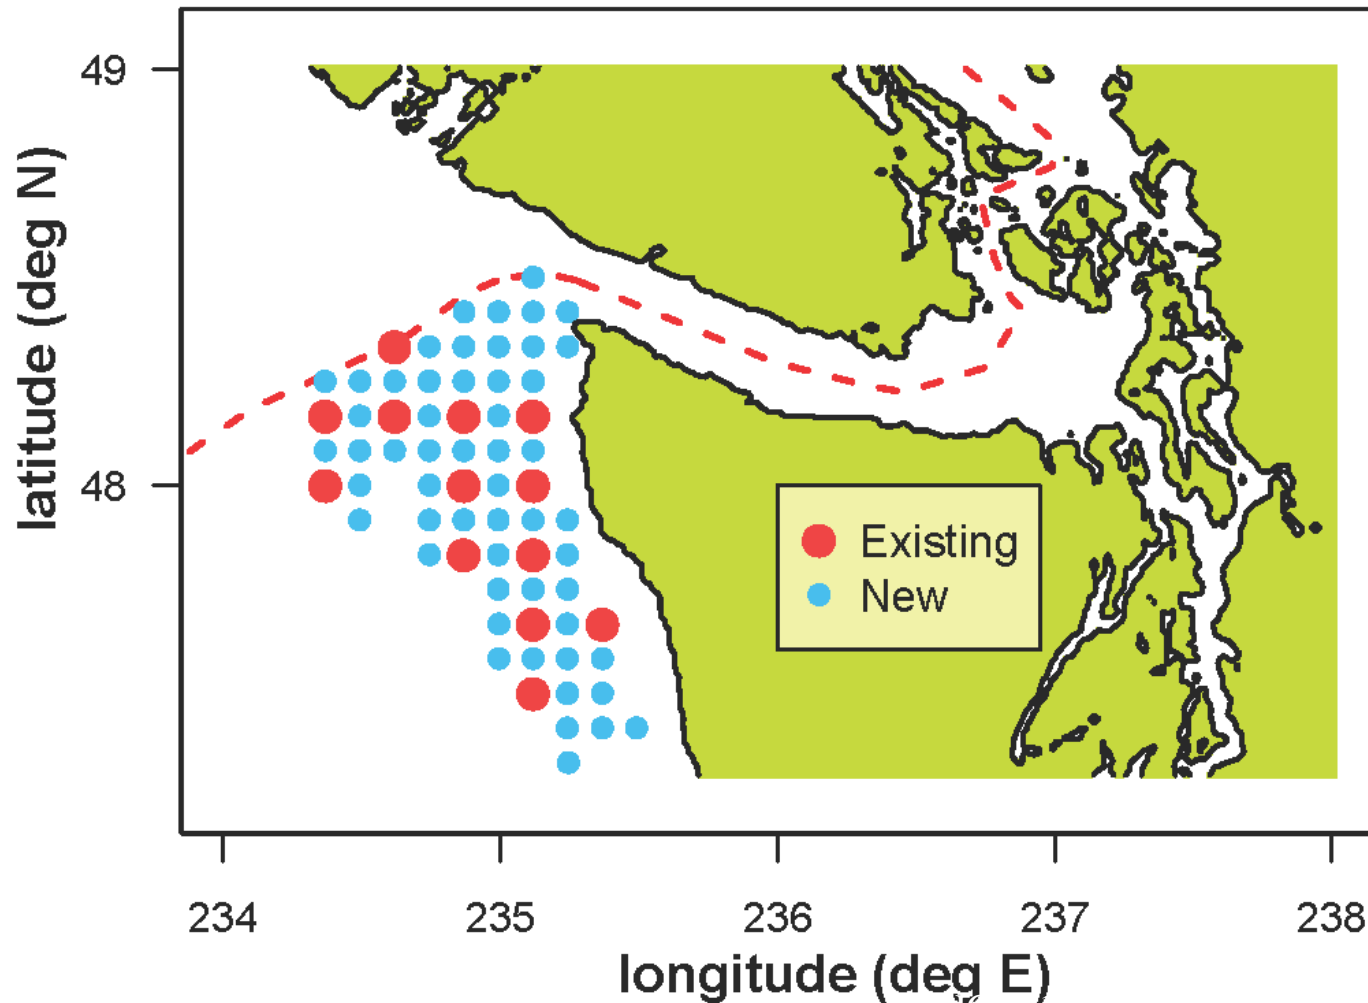 49
48
latitude (deg N)
Existing
New
234 235 236 237 238
longitude (deg E)